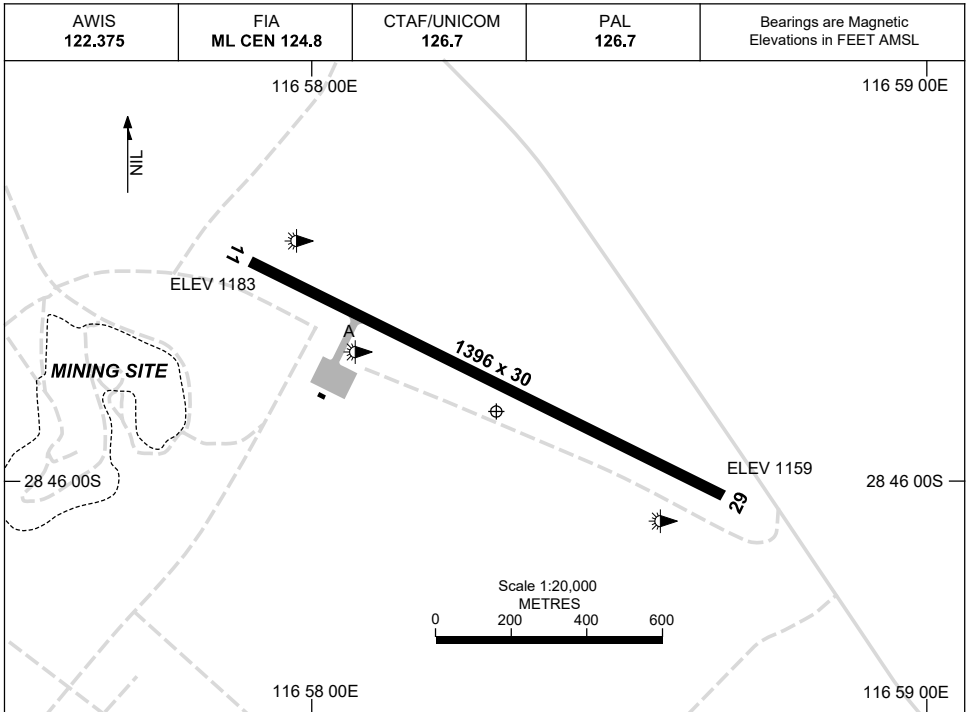 AWIS
122.375
FIA
ML CEN 124.8
CTAF/UNICOM
126.7
PAL
126.7
Bearings are Magnetic
Elevations in FEET AMSL
116 58 00E
116 59 00E
NIL
11
ELEV 1183
A
1396 x 30
MINING SITE
ELEV 1159
28 46 00S
28 46 00S
29
Scale 1:20,000
METRES
0 200 400 600
116 58 00E
116 59 00E